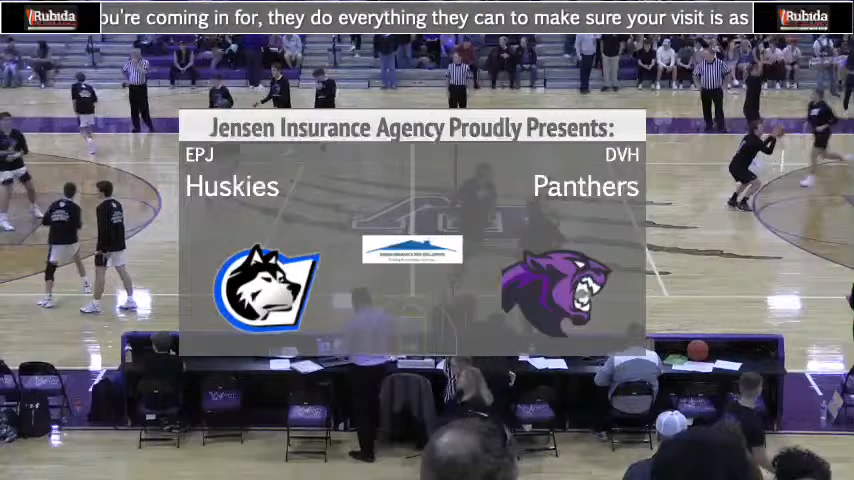 Rubida
ou're coming in for, they do everything they can to make sure your visit is as
Rubida
Jensen Insurance Agency Proudly Presents:
EPJ
DVH
Huskies
Panthers